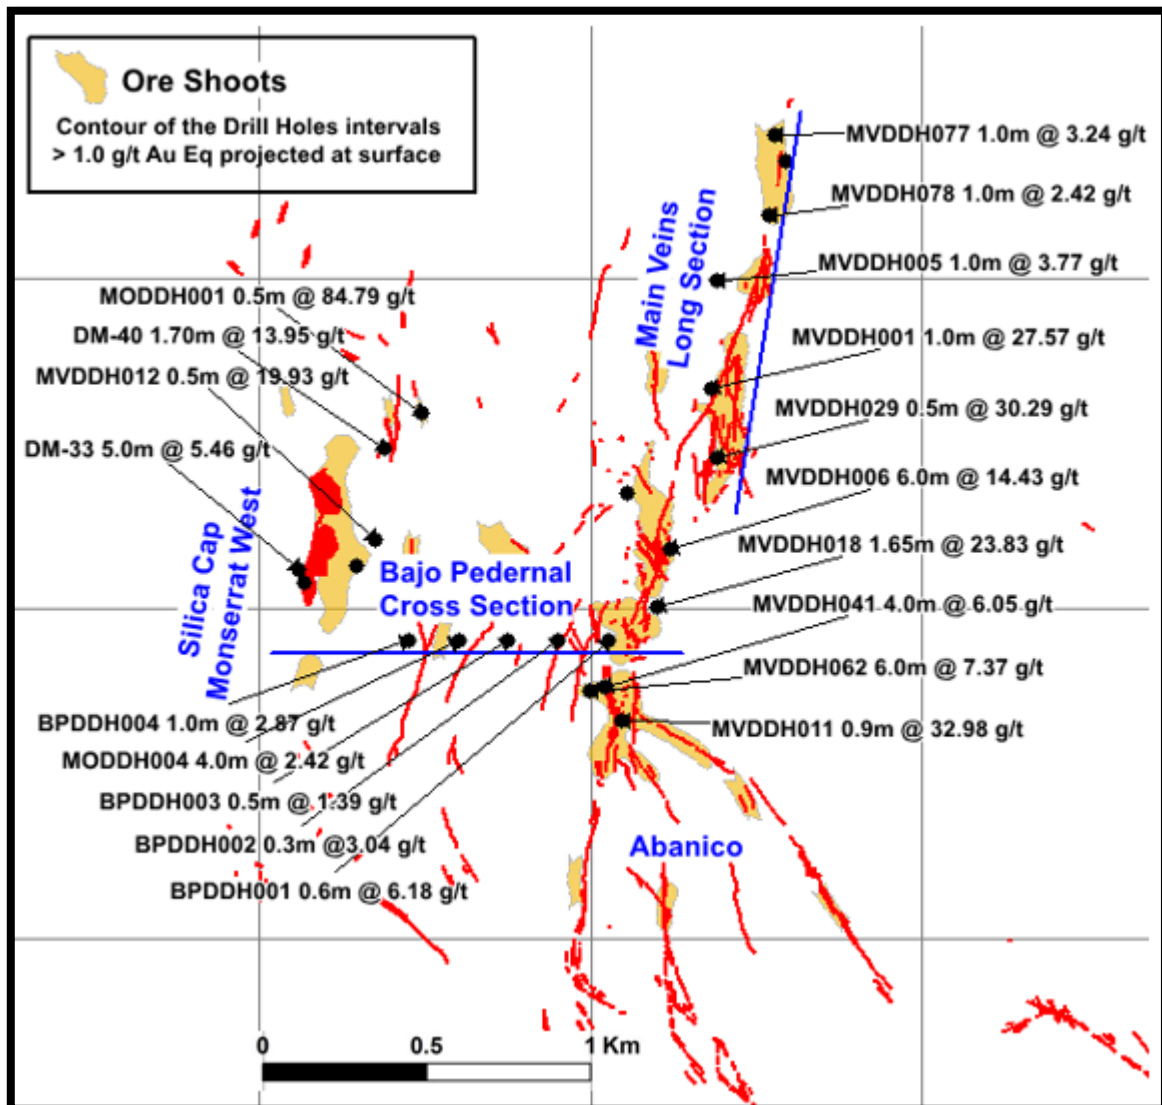 Ore Shoots
Contour of the Drill Holes intervals
> 1.0 g/t Au Eq projected at surface
MVDDH077 1.0m @ 3.24 g/t
MVDDH078 1.0m @ 2.42 g/t
Main Veins
Long Section
MVDDH005 1.0m @ 3.77 g/t
MODDH001 0.5m @ 84.79 g/t
DM-40 1.70m @ 13.95 g/t
MVDDH001 1.0m @ 27.57 g/t
MVDDH012 0.5m @ 19.93 g/t
MVDDH029 0.5m @ 30.29 g/t
DM-33 5.0m @ 5.46 g/t
MVDDH006 6.0m @ 14.43 g/t
Silica Cap
Monserrat West
MVDDH018 1.65m @ 23.83 g/t
Bajo Pedernal
Cross Section
MVDDH041 4.0m @ 6.05 g/t
MVDDH062 6.0m @ 7.37 g/t
BPDDH004 1.0m @ 2.87 g/t
MVDDH011 0.9m @ 32.98 g/t
MODDH004 4.0m @ 2.42 g/t
BPDDH003 0.5m @ 1.39 g/t
BPDDH002 0.3m @3.04 g/t
Abanico
BPDDH001 0.6m @ 6.18 g/t
0 0.5 1 Km